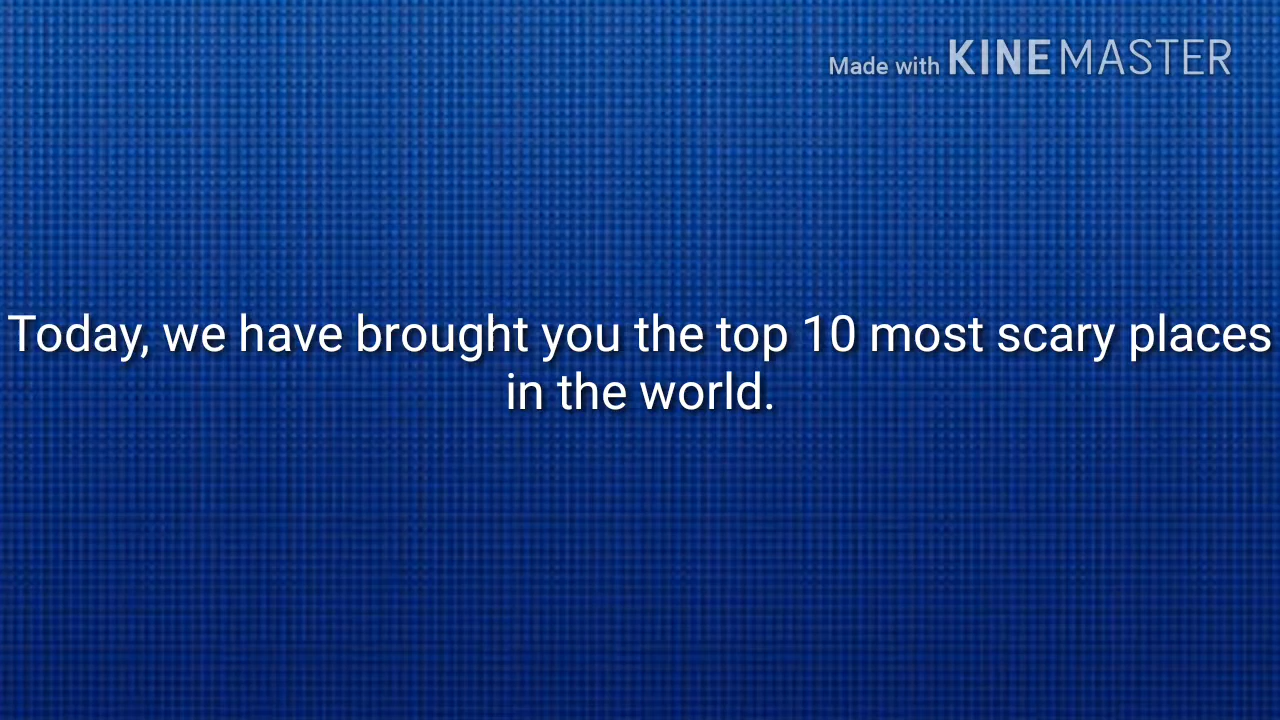 Made with KINEMASTER
Today, we have brought you the top 10 most scary places
in the world.